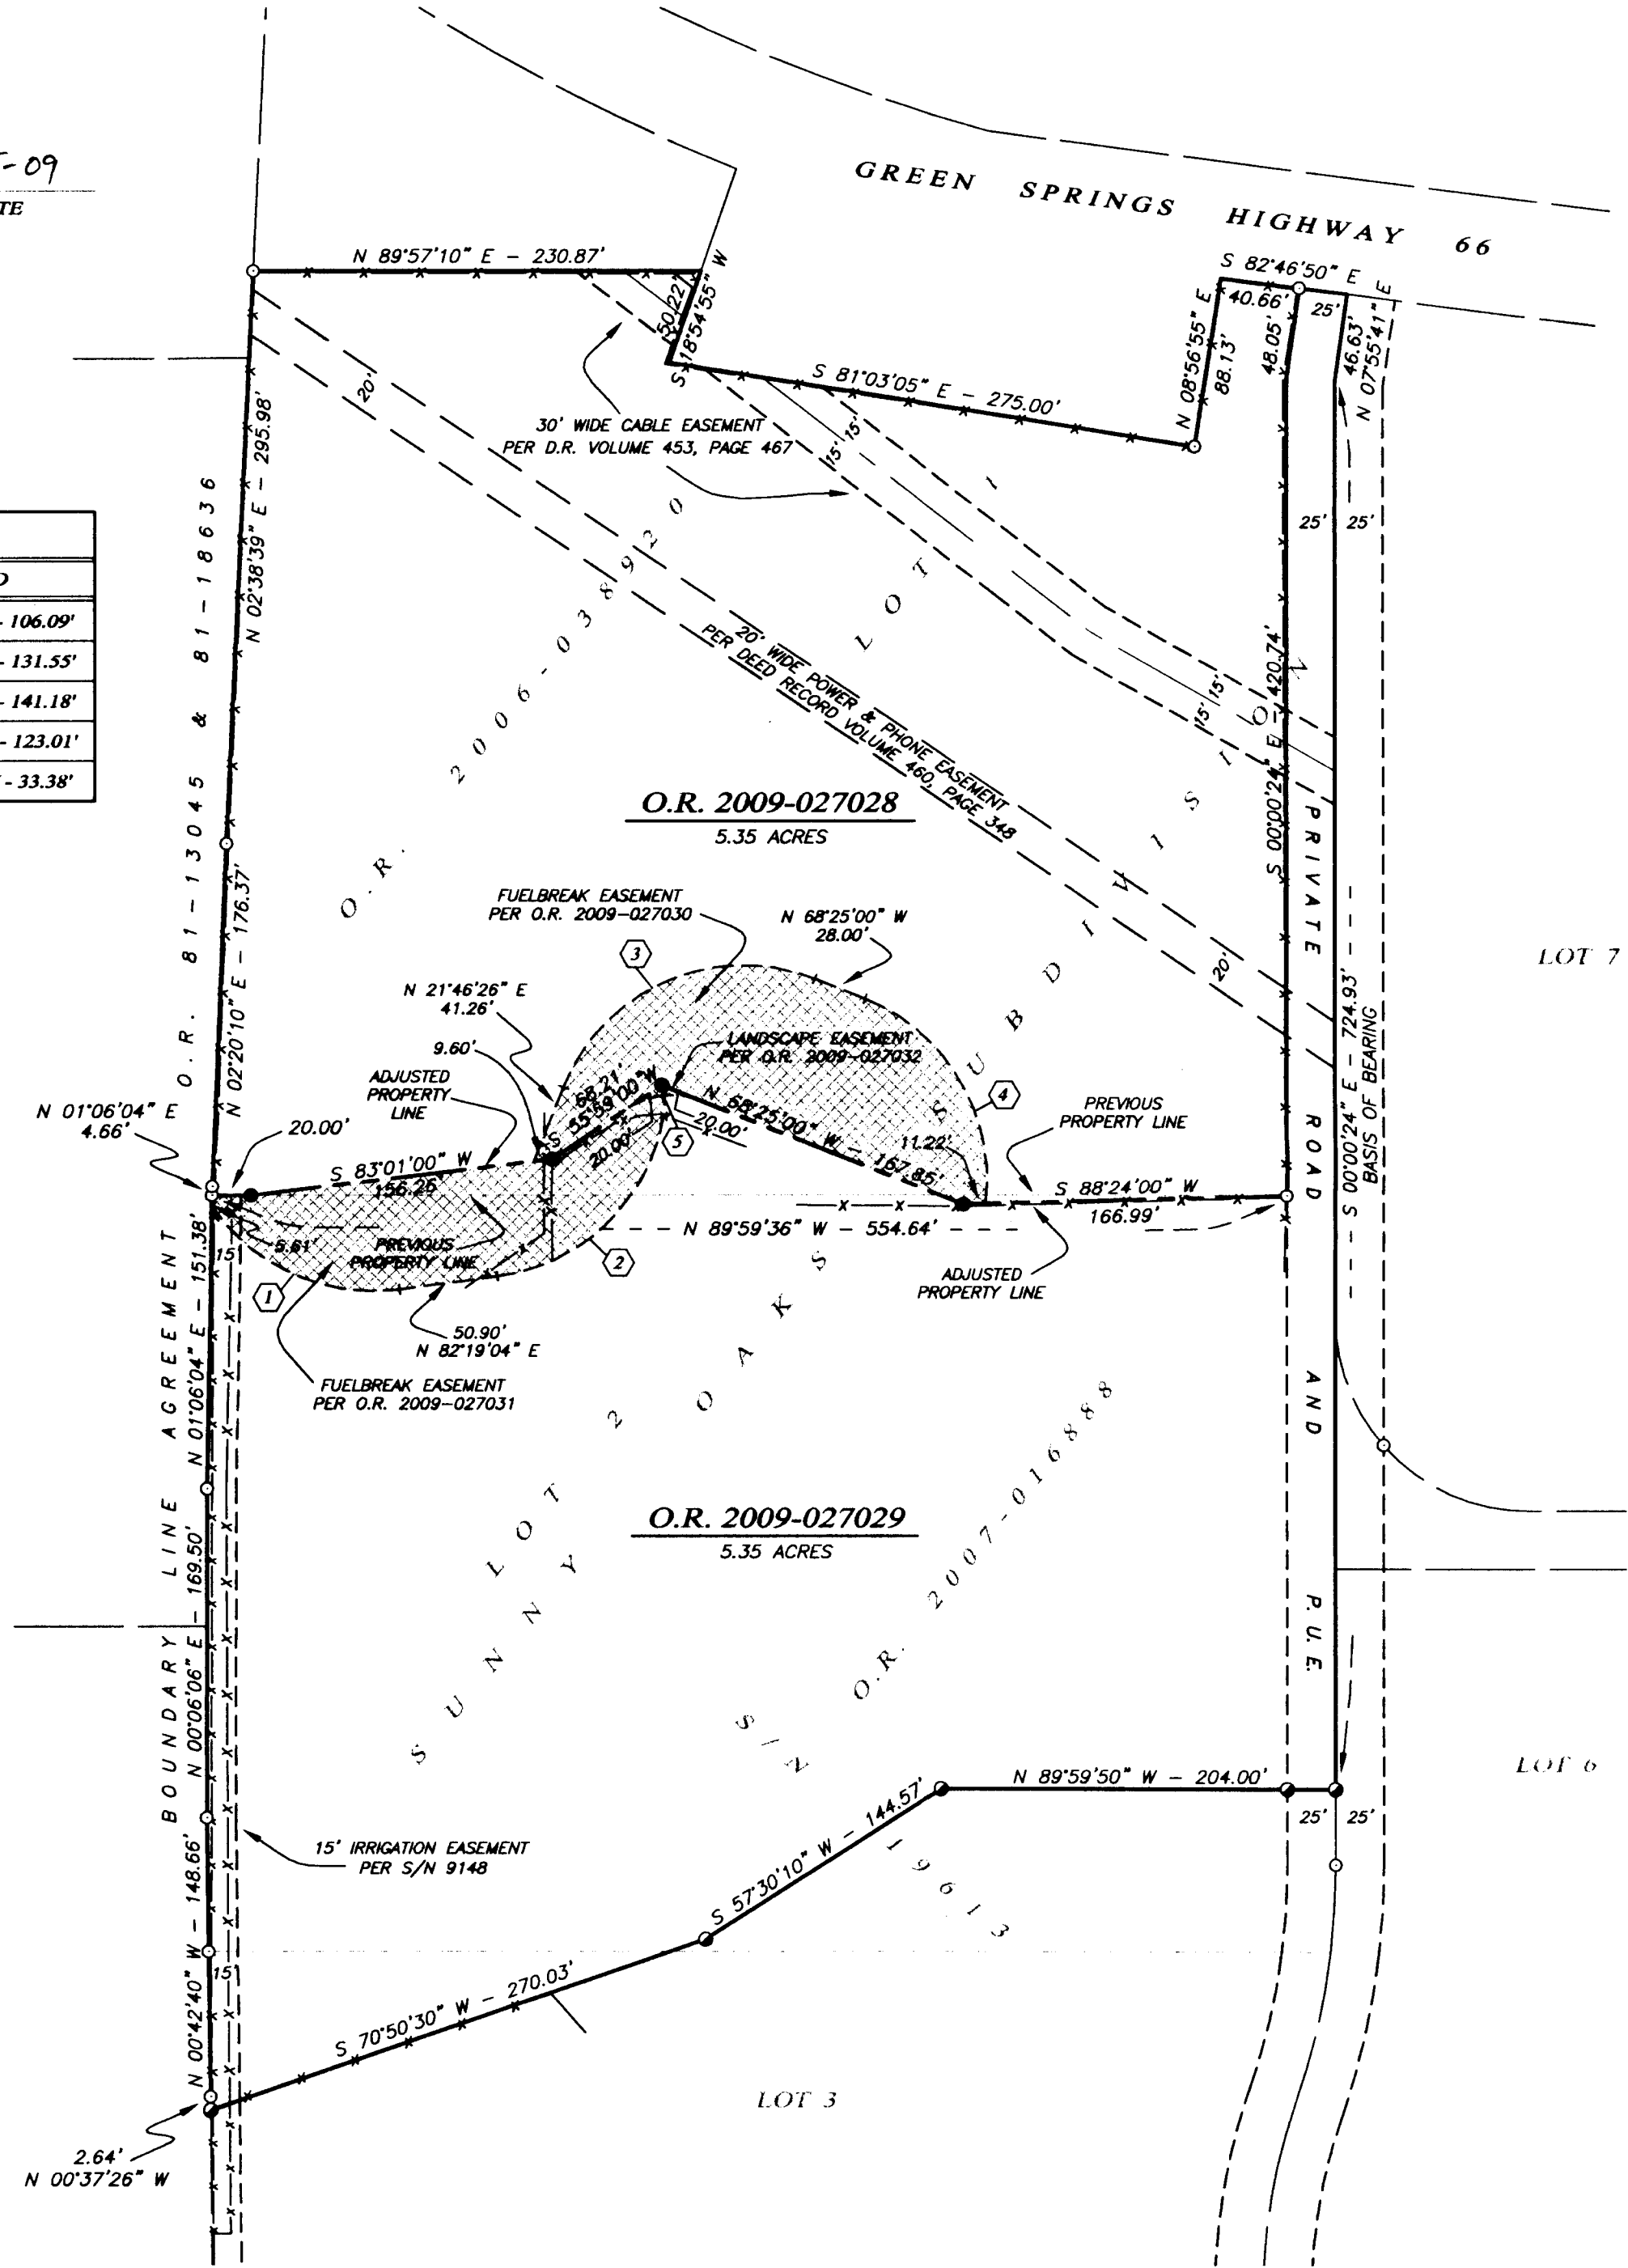 -09
TE
GREEN SPRINGS HIGHWAY 66
N 89°57'10" E - 230.87'
50.22'
S 18°54'55" W
S 82°46'50" E
40.66'
25'
N 08°56'55" E
88.13'
48.05'
46.63'
N 07°55'41" E
S 81°03'05" E - 275.00'
20'
30' WIDE CABLE EASEMENT
PER D.R. VOLUME 453, PAGE 467
15' 15'
25' 25'
N 02°38'39" E - 295.98'
O.R. 81-13045 & 81-18636
- 106.09'
- 131.55'
- 141.18'
- 123.01'
- 33.38'
O.R. 2006-038920
LOT 1
20' WIDE POWER & PHONE EASEMENT
PER DEED RECORD VOLUME 460, PAGE 348
15' 15'
S 00°00'24" E - 420.74'
O.R. 2009-027028
5.35 ACRES
N 02°20'10" E - 176.37'
FUELBREAK EASEMENT
PER O.R. 2009-027030
N 68°25'00" W
28.00'
3
20'
LOT 7
N 21°46'26" E
41.26'
9.60'
LANDSCAPE EASEMENT
PER O.R. 2009-027032
ADJUSTED
PROPERTY
LINE
68.21'
S 55°59'00" W
20.00'
5
20.00'
N 68°25'00" W - 167.85'
4
11.22'
PREVIOUS
PROPERTY LINE
N 01°06'04" E
4.66'
20.00'
S 83°01'00" W
156.26
S 88°24'00" W
166.99'
N 89°59'36" W - 554.64'
S 00°00'24" E - 724.93'
BASIS OF BEARING
5.61'
15'
PREVIOUS
PROPERTY LINE
1
2
ADJUSTED
PROPERTY LINE
50.90'
N 82°19'04" E
FUELBREAK EASEMENT
PER O.R. 2009-027031
N 01°06'04" E - 151.38'
BOUNDARY LINE AGREEMENT
PRIVATE ROAD AND P.U.E.
LOT 2
SUNNY OAKS SUBDIVISION
O.R. 2007-016888
O.R. 2009-027029
5.35 ACRES
N 00°06'06" E - 169.50'
S/N 19613
N 89°59'50" W - 204.00'
LOT 6
25' 25'
S 57°30'10" W - 144.57'
15' IRRIGATION EASEMENT
PER S/N 9148
N 00°42'40" W - 148.66'
15'
S 70°50'30" W - 270.03'
LOT 3
2.64'
N 00°37'26" W